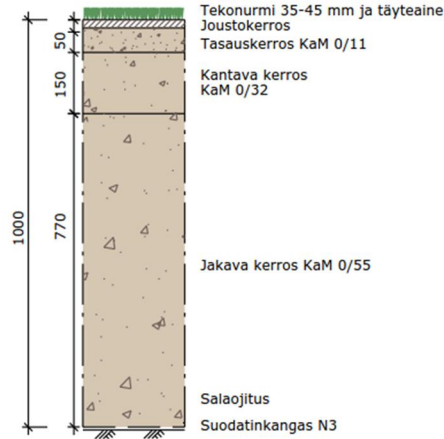 Tekonurmi 35-45 mm ja täyteaine
Joustokerros
Tasauskerros KaM 0/11
Kantava kerros
KaM 0/32
Jakava kerros KaM 0/55
Salaojitus
Suodatinkangas N3
50
150
770
1000